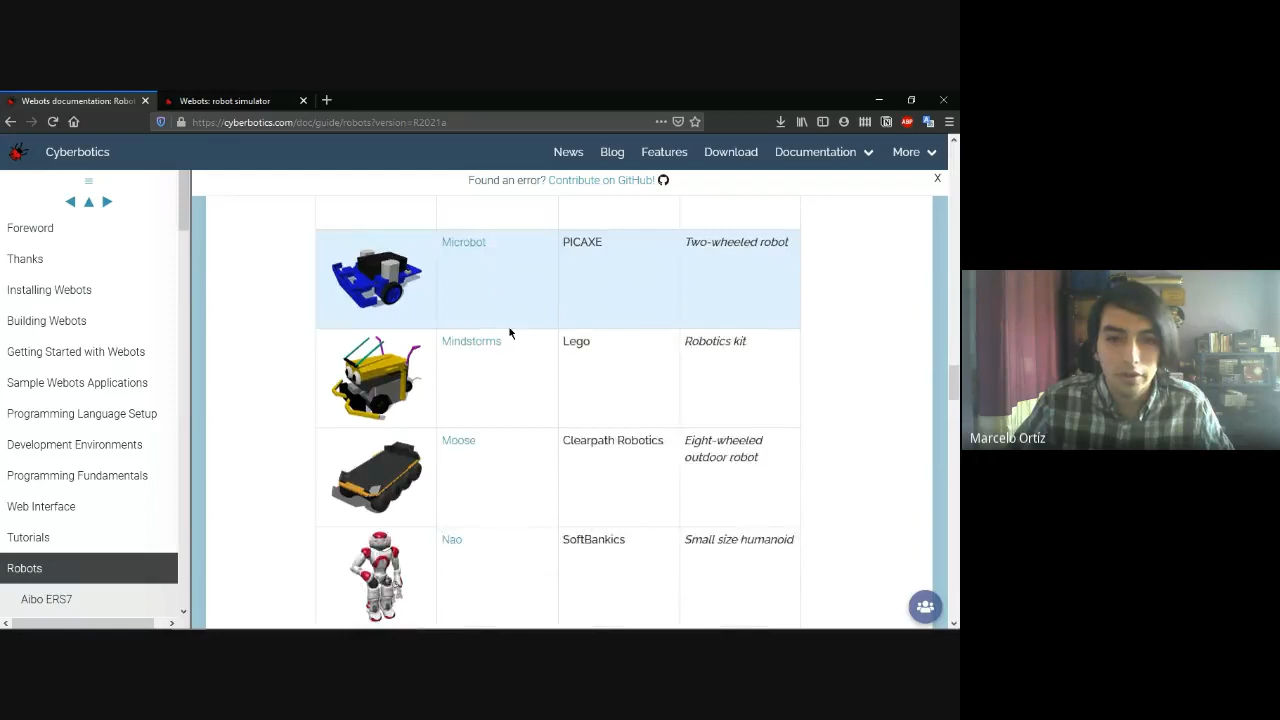 Webots documentation: Robot
Webots: robot simulator
https://cyberbotics.com/doc/guide/robots?version=R2021a
ABP
Cyberbotics
News
Blog
Features
Download
Documentation
More
Found an error? Contribute on GitHub!
X
Foreword
Thanks
Installing Webots
Building Webots
Getting Started with Webots
Sample Webots Applications
Programming Language Setup
Development Environments
Programming Fundamentals
Web Interface
Tutorials
Robots
Aibo ERS7
Microbot PICAXE Two-wheeled robot
Mindstorms Lego Robotics kit
Moose Clearpath Robotics Eight-wheeled
outdoor robot
Nao SoftBankics Small size humanoid
Marcelo Ortíz